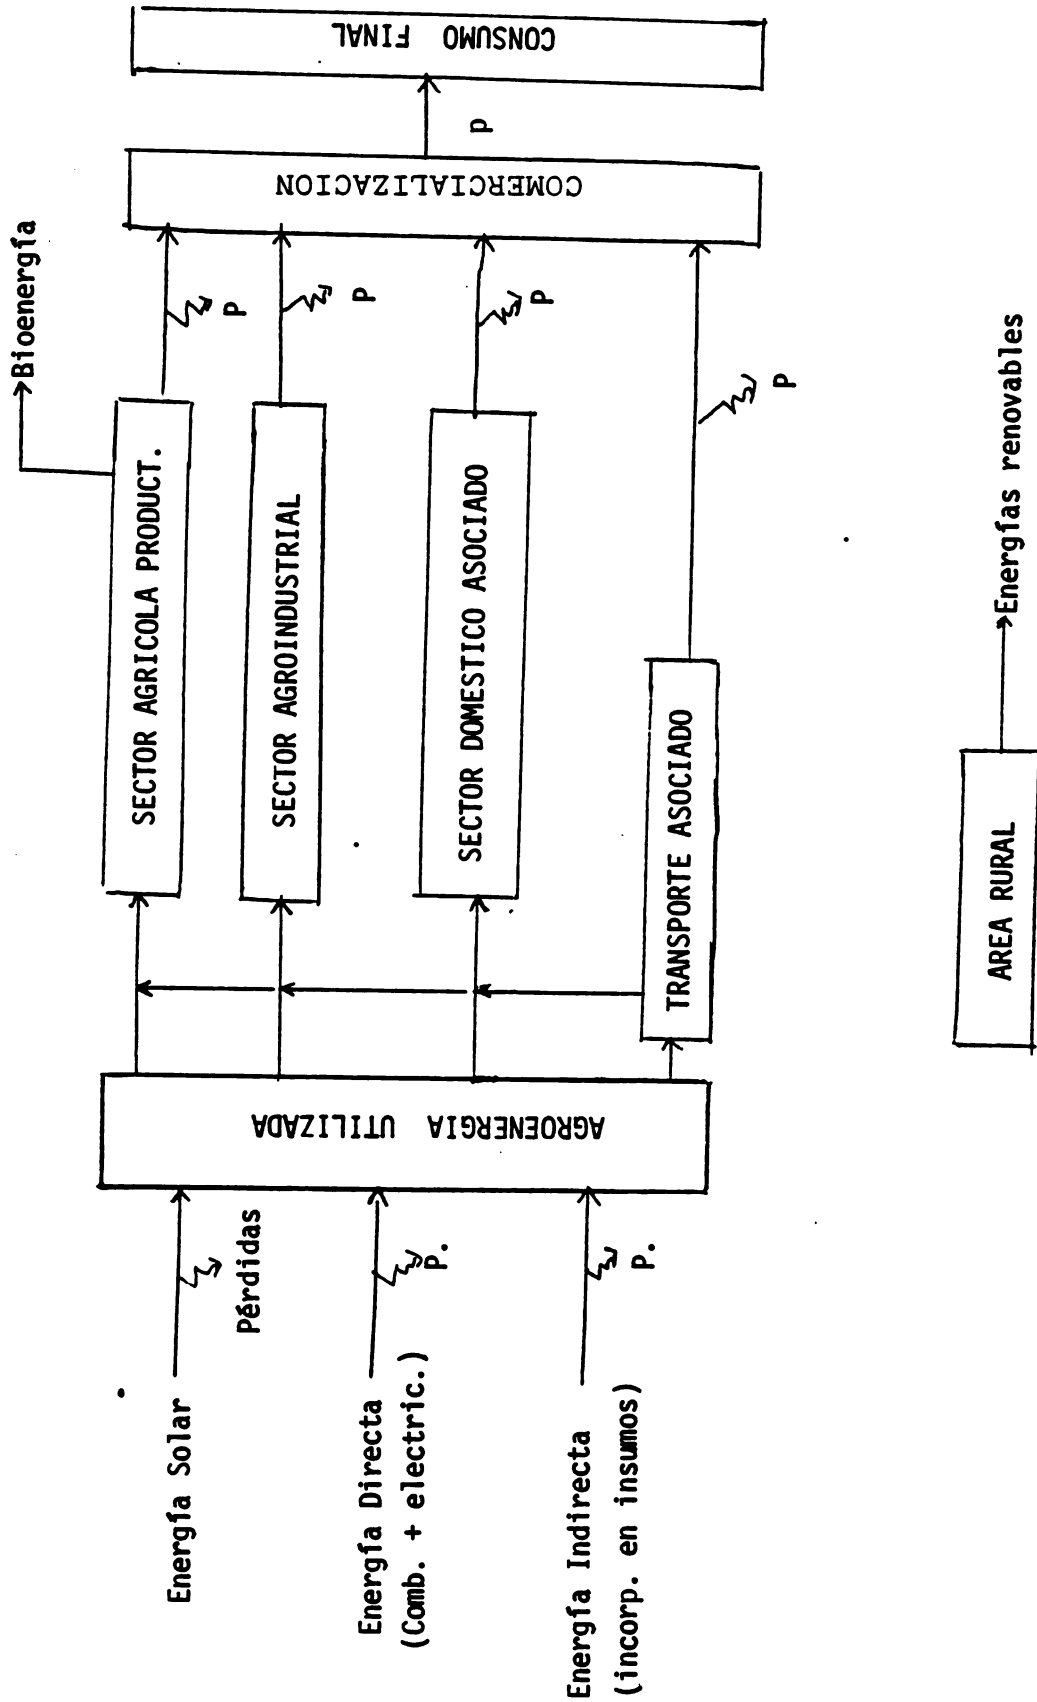 Energía Solar
Pérdidas
Energía Directa
(Comb. + electric.)
P.
Energía Indirecta
(incorp. en insumos)
P.
AGROENERGIA UTILIZADA
Bioenergía
SECTOR AGRICOLA PRODUCT.
P
SECTOR AGROINDUSTRIAL
P
SECTOR DOMESTICO ASOCIADO
P
TRANSPORTE ASOCIADO
P
COMERCIALIZACION
p
CONSUMO FINAL
AREA RURAL
Energías renovables